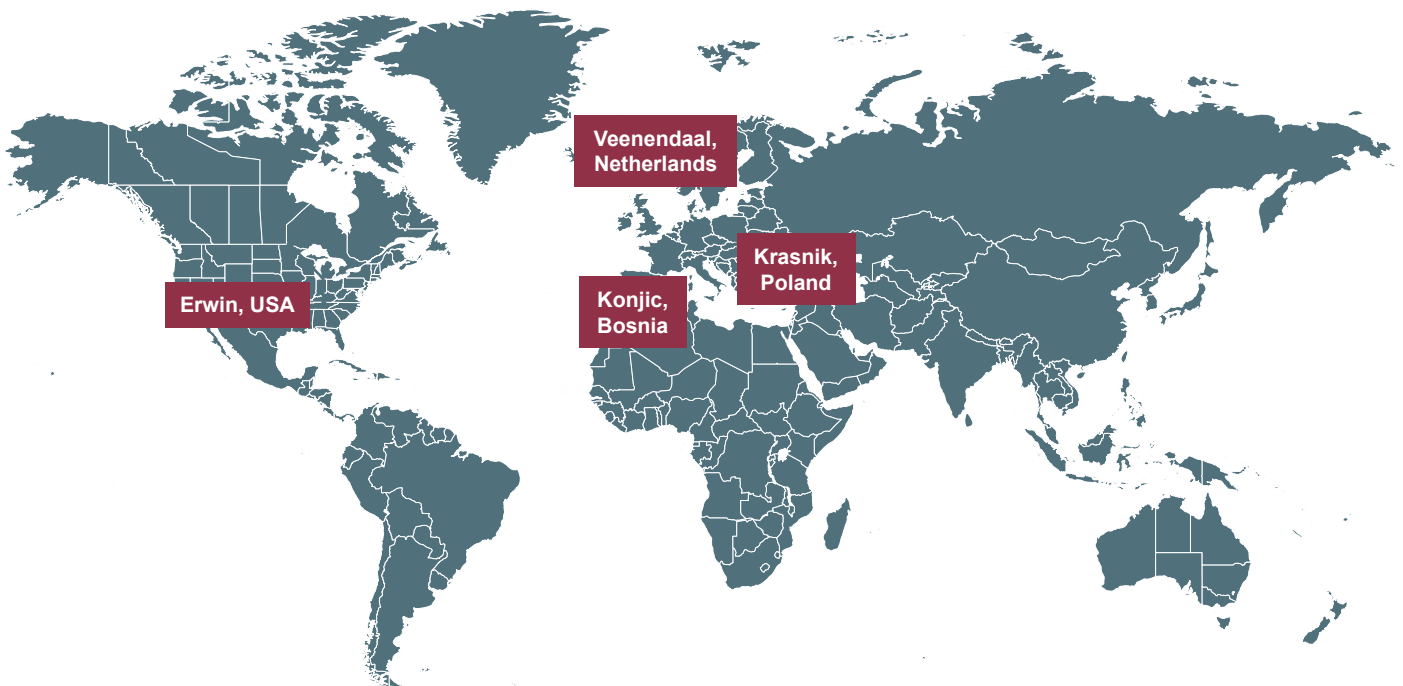 Veenendaal,
Netherlands
Krasnik,
Poland
Erwin, USA
Konjic,
Bosnia